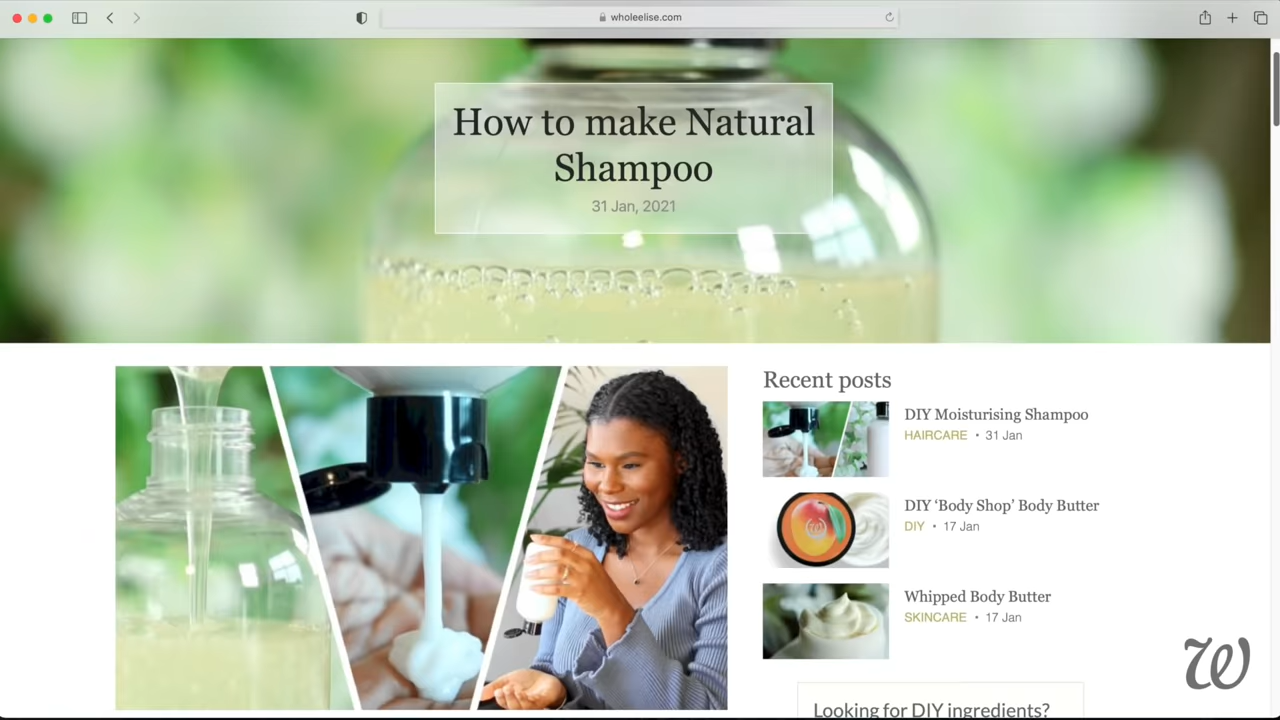 wholeelise.com
How to make Natural
Shampoo
31 Jan, 2021
Recent posts
DIY Moisturising Shampoo
HAIRCARE • 31 Jan
DIY ‘Body Shop’ Body Butter
DIY • 17 Jan
Whipped Body Butter
SKINCARE • 17 Jan
Looking for DIY ingredients?
w